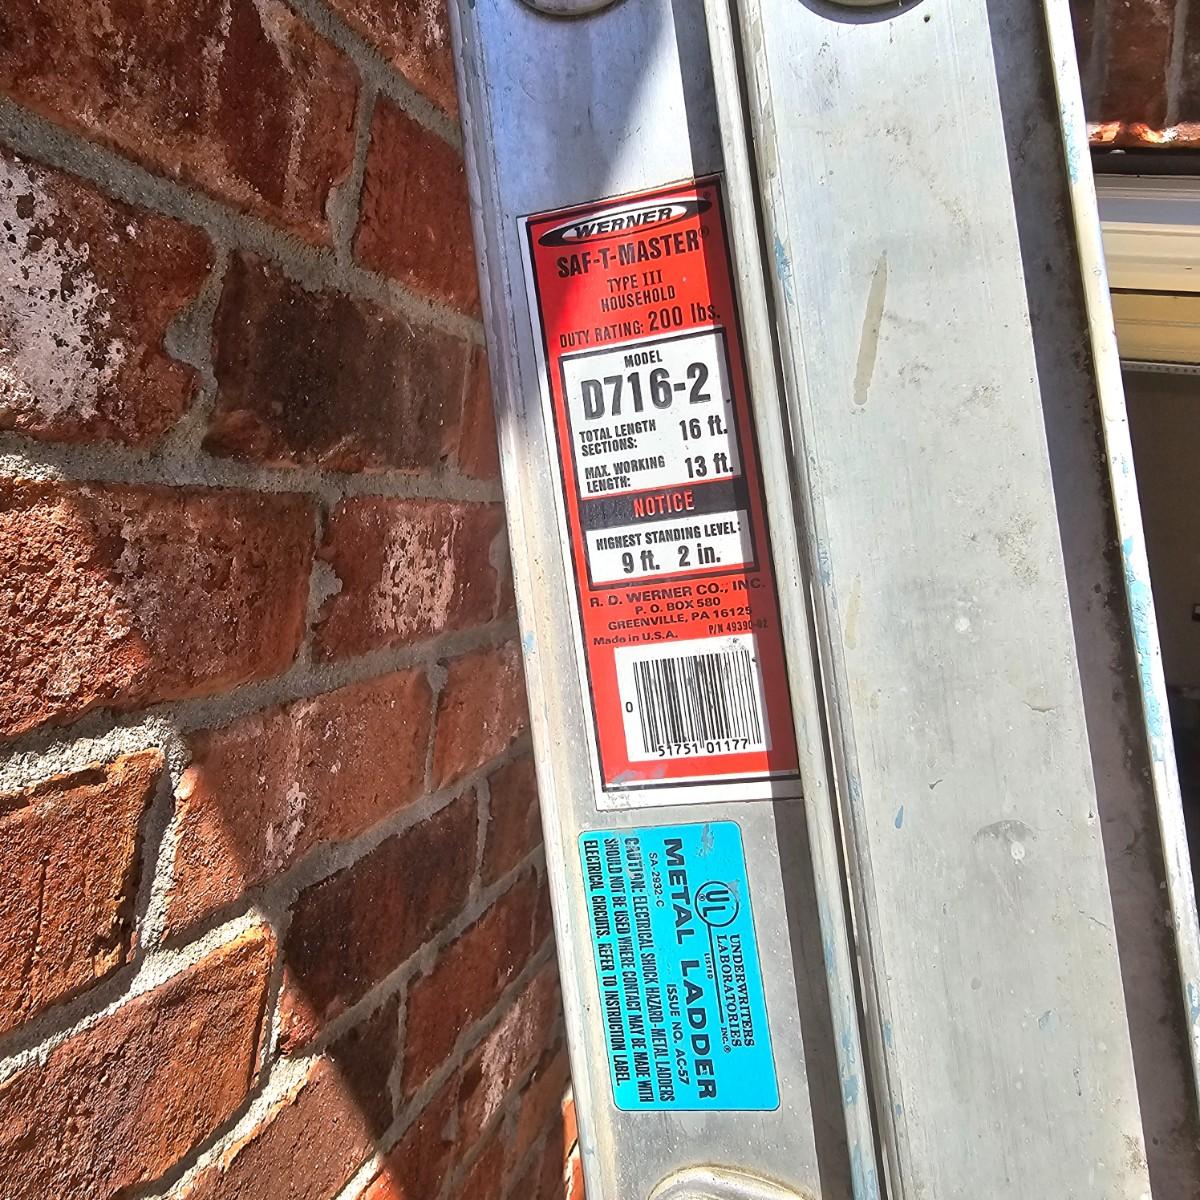 WERNER®
SAF-T-MASTER®
TYPE III
HOUSEHOLD
DUTY RATING: 200 lbs.
MODEL
D716-2
TOTAL LENGTH SECTIONS: 16 ft.
MAX. WORKING LENGTH: 13 ft.
NOTICE
HIGHEST STANDING LEVEL:
9 ft. 2 in.
R. D. WERNER CO., INC.
P. O. BOX 580
GREENVILLE, PA 16125
Made in U.S.A. P/N 49390-02
0 51751 01177
UL® UNDERWRITERS
LABORATORIES INC.®
LISTED
METAL LADDER
SA-2932-C ISSUE NO. AC-57
CAUTION: ELECTRICAL SHOCK HAZARD-METAL LADDERS
SHOULD NOT BE USED WHERE CONTACT MAY BE MADE WITH
ELECTRICAL CIRCUITS. REFER TO INSTRUCTION LABEL.